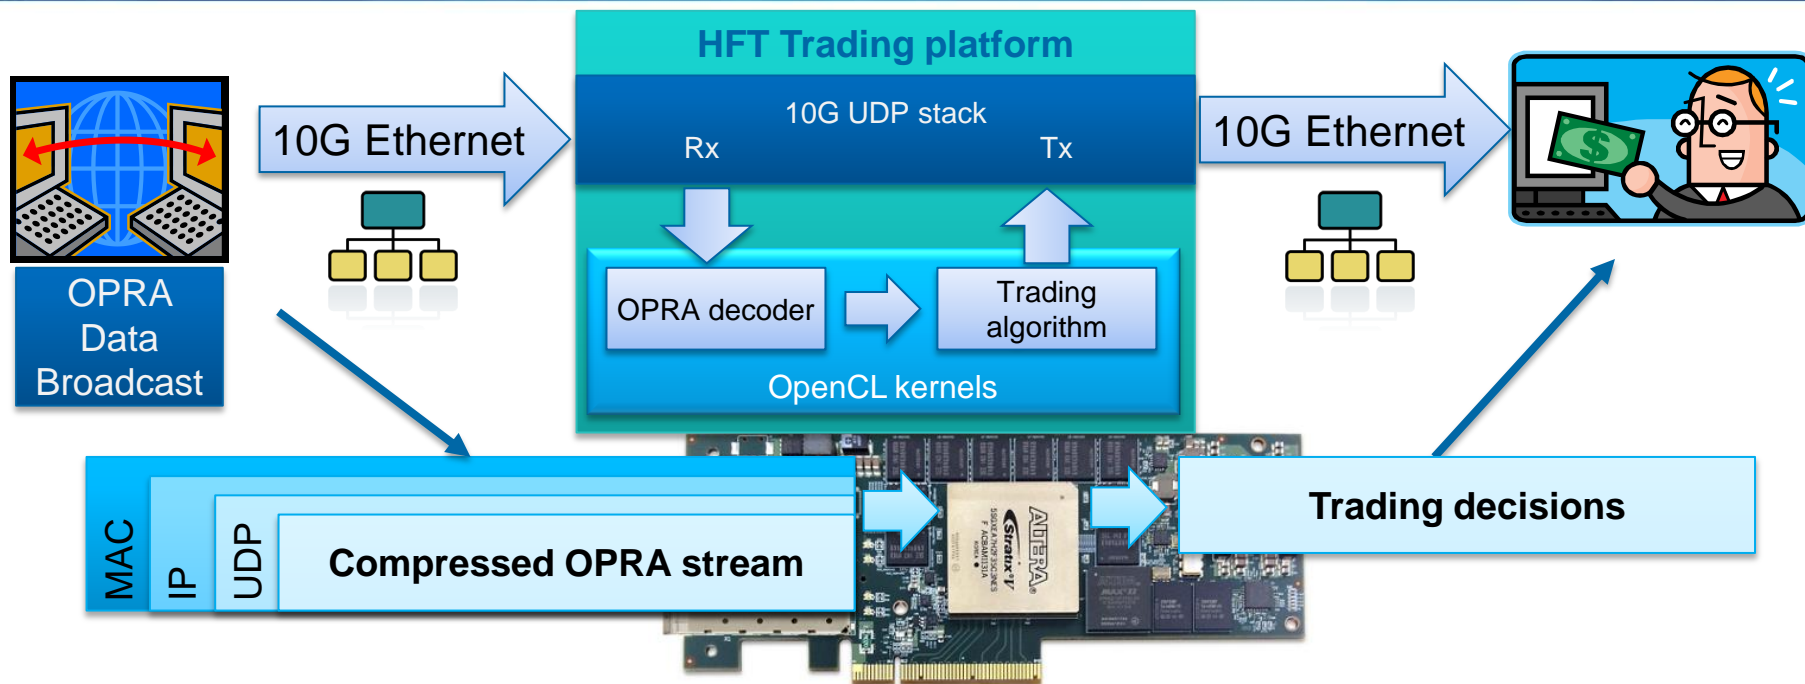 HFT Trading platform
10G UDP stack
Rx
Tx
10G Ethernet
10G Ethernet
OPRA
Data
Broadcast
OPRA decoder
Trading
algorithm
OpenCL kernels
MAC
IP
UDP
Compressed OPRA stream
Trading decisions
ALTERA
Stratix V
$